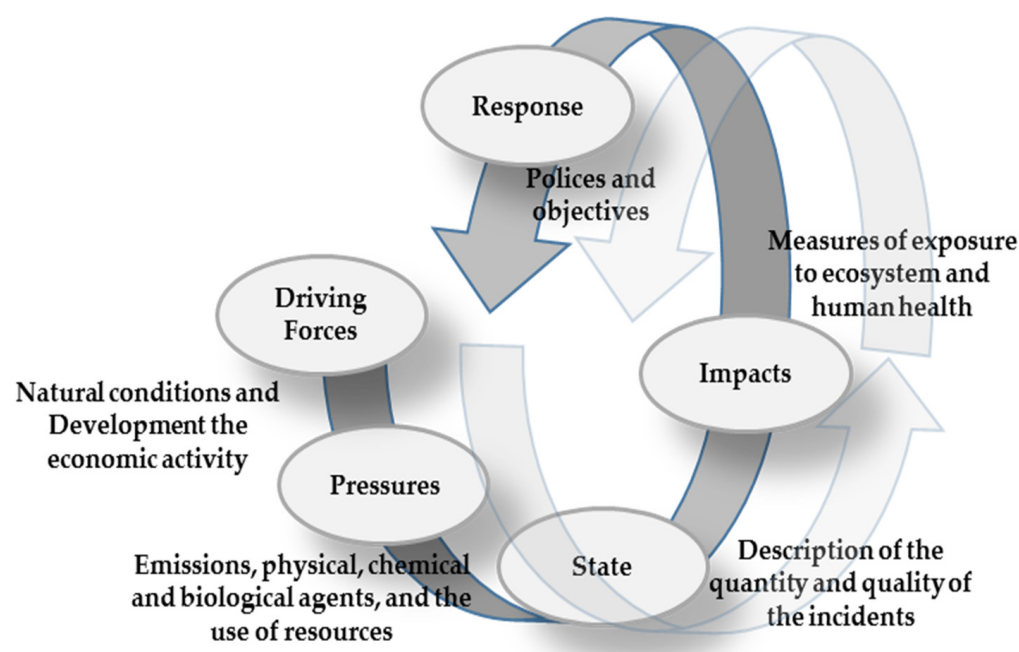 Response
Polices and
objectives
Measures of exposure
to ecosystem and
human health
Driving
Forces
Impacts
Natural conditions and
Development the
economic activity
Pressures
Emissions, physical, chemical
and biological agents, and the
use of resources
State
Description of the
quantity and quality of
the incidents